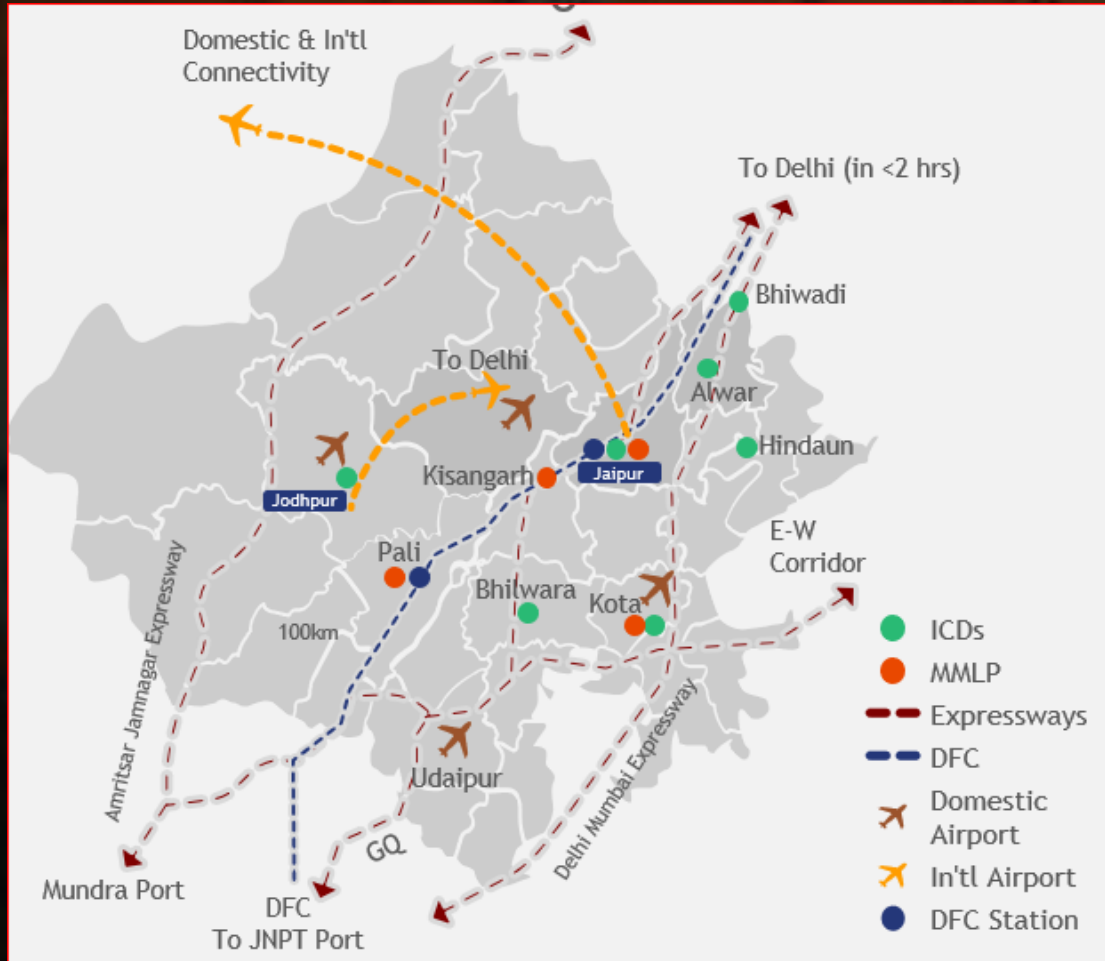 Domestic & In'tl
Connectivity
To Delhi (in <2 hrs)
Bhiwadi
To Delhi
Alwar
Hindaun
Kisangarh
Jaipur
Jodhpur
E-W
Corridor
Pali
Bhilwara
Kota
100km
Amritsar Jamnagar Expressway
Udaipur
Delhi Mumbai Expressway
GQ
Mundra Port
DFC
To JNPT Port
ICDs
MMLP
Expressways
DFC
Domestic
Airport
In'tl Airport
DFC Station